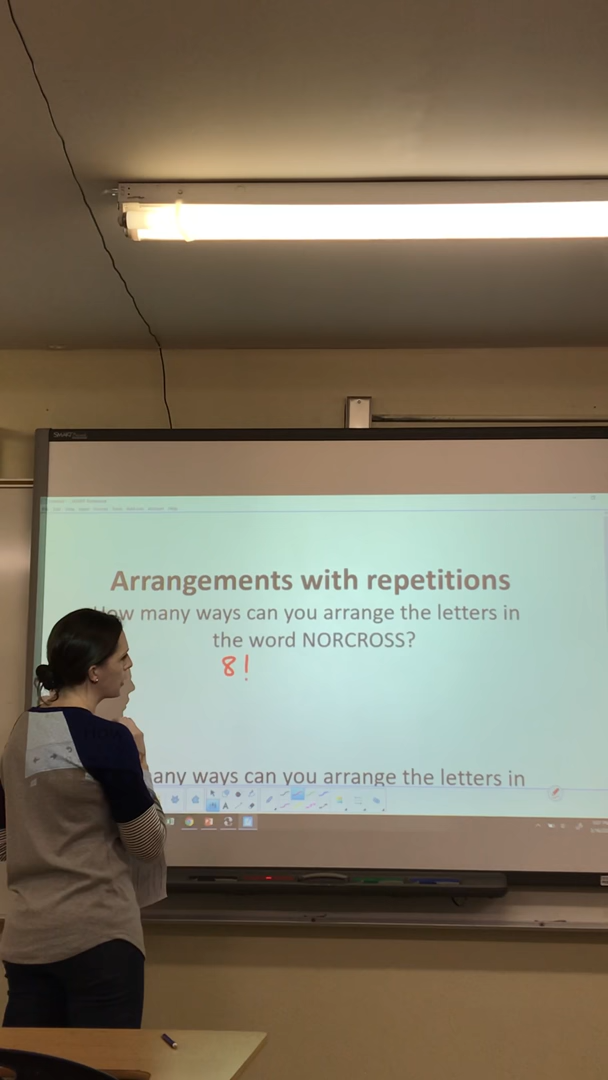 Arrangements with repetitions
How many ways can you arrange the letters in
the word NORCROSS?
8!
any ways can you arrange the letters in